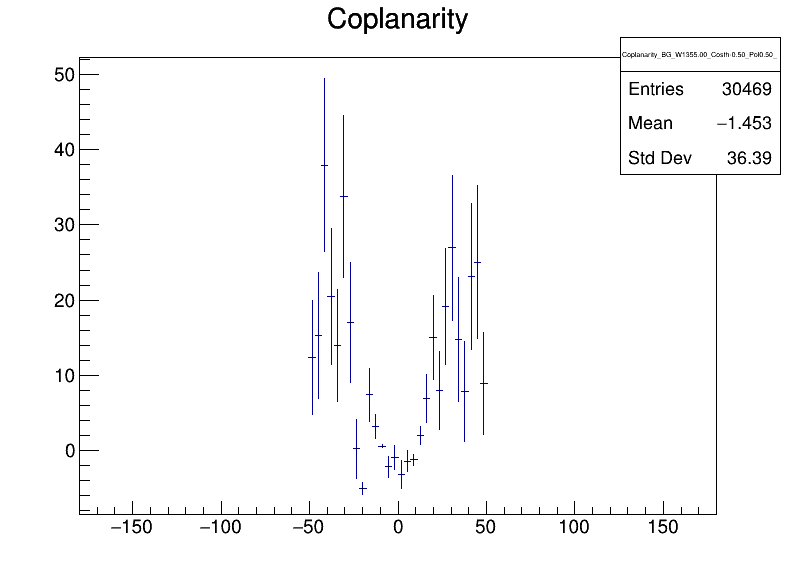 Coplanarity
Coplanarity_BG_W1355.00_Costh-0.50_Pol0.50_
Entries 30469
Mean −1.453
Std Dev 36.39
50
40
30
20
10
0
−150 −100 −50 0 50 100 150